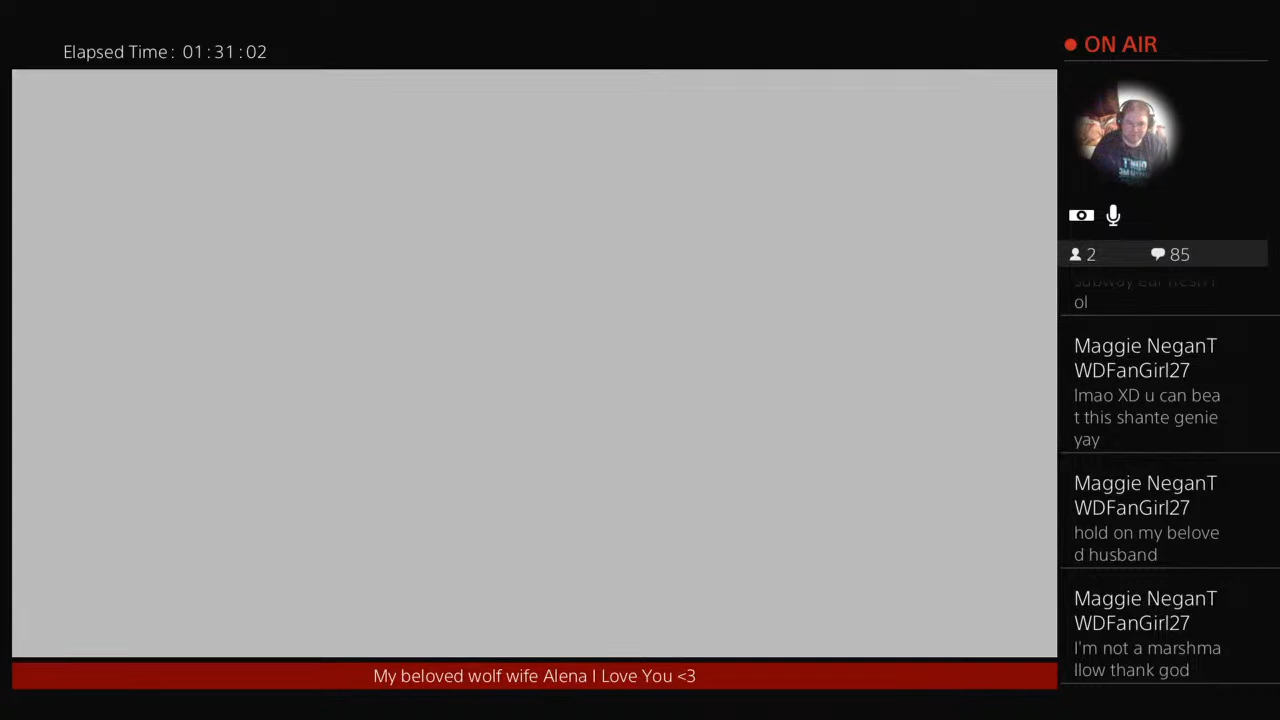 Elapsed Time: 01:31:02
ON AIR
2 85
ol
Maggie NeganT
WDFanGirl27
lmao XD u can bea
t this shante genie
yay
Maggie NeganT
WDFanGirl27
hold on my belove
d husband
Maggie NeganT
WDFanGirl27
I'm not a marshma
llow thank god
My beloved wolf wife Alena I Love You <3